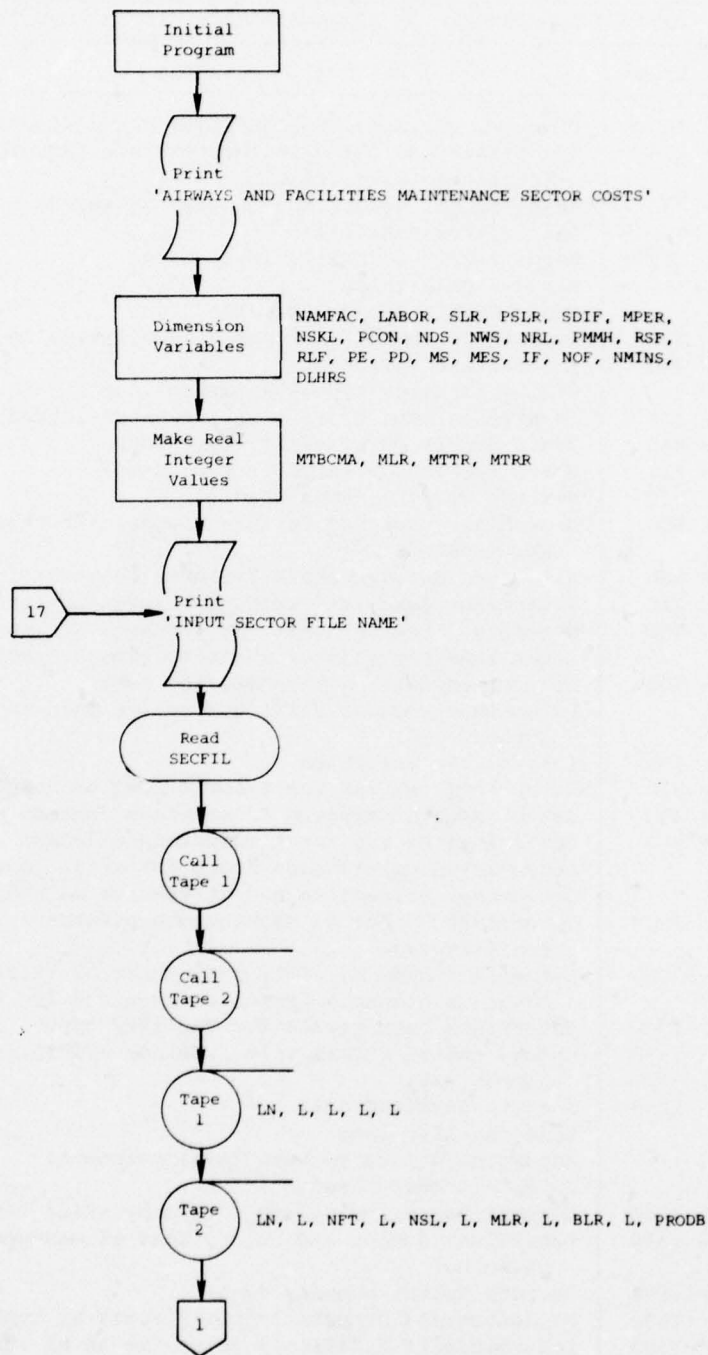 Initial
Program
Print
'AIRWAYS AND FACILITIES MAINTENANCE SECTOR COSTS'
Dimension
Variables
NAMFAC, LABOR, SLR, PSLR, SDIF, MPER,
NSKL, PCON, NDS, NWS, NRL, PMMH, RSF,
RLF, PE, PD, MS, MES, IF, NOF, NMINS,
DLHRS
Make Real
Integer
Values
MTBCMA, MLR, MTTR, MTRR
17
Print
'INPUT SECTOR FILE NAME'
Read
SECFIL
Call
Tape 1
Call
Tape 2
Tape
1
LN, L, L, L, L
Tape
2
LN, L, NFT, L, NSL, L, MLR, L, BLR, L, PRODB
1